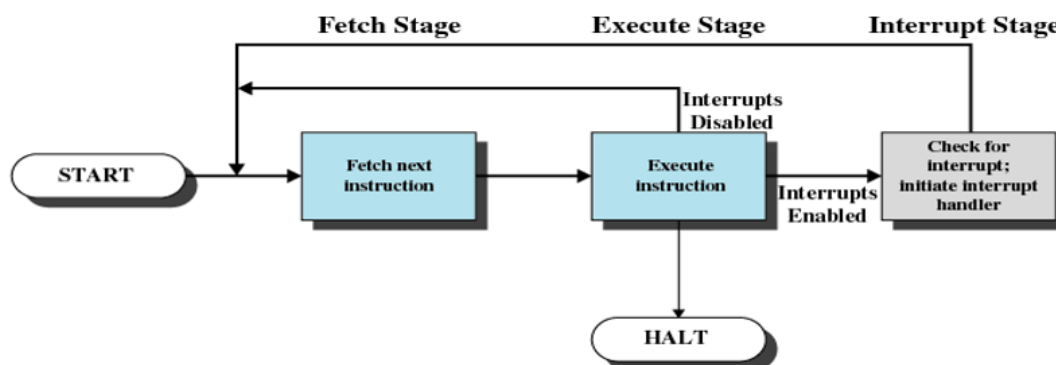 Fetch Stage
Execute Stage
Interrupt Stage
Interrupts
Disabled
START
Fetch next
instruction
Execute
instruction
Interrupts
Enabled
Check for
interrupt;
initiate interrupt
handler
HALT